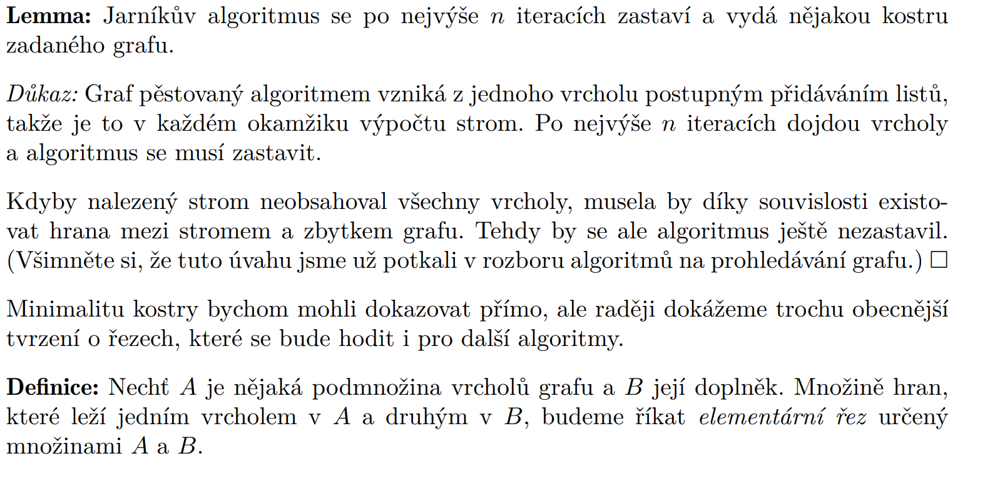 Lemma: Jarníkův algoritmus se po nejvýše n iteracích zastaví a vydá nějakou kostru
zadaného grafu.
Důkaz: Graf pěstovaný algoritmem vzniká z jednoho vrcholu postupným přidáváním listů,
takže je to v každém okamžiku výpočtu strom. Po nejvýše n iteracích dojdou vrcholy
a algoritmus se musí zastavit.
Kdyby nalezený strom neobsahoval všechny vrcholy, musela by díky souvislosti existo-
vat hrana mezi stromem a zbytkem grafu. Tehdy by se ale algoritmus ještě nezastavil.
(Všimněte si, že tuto úvahu jsme už potkali v rozboru algoritmů na prohledávání grafu.) □
Minimalitu kostry bychom mohli dokazovat přímo, ale raději dokážeme trochu obecnější
tvrzení o řezech, které se bude hodit i pro další algoritmy.
Definice: Nechť A je nějaká podmnožina vrcholů grafu a B její doplněk. Množině hran,
které leží jedním vrcholem v A a druhým v B, budeme říkat elementární řez určený
množinami A a B.